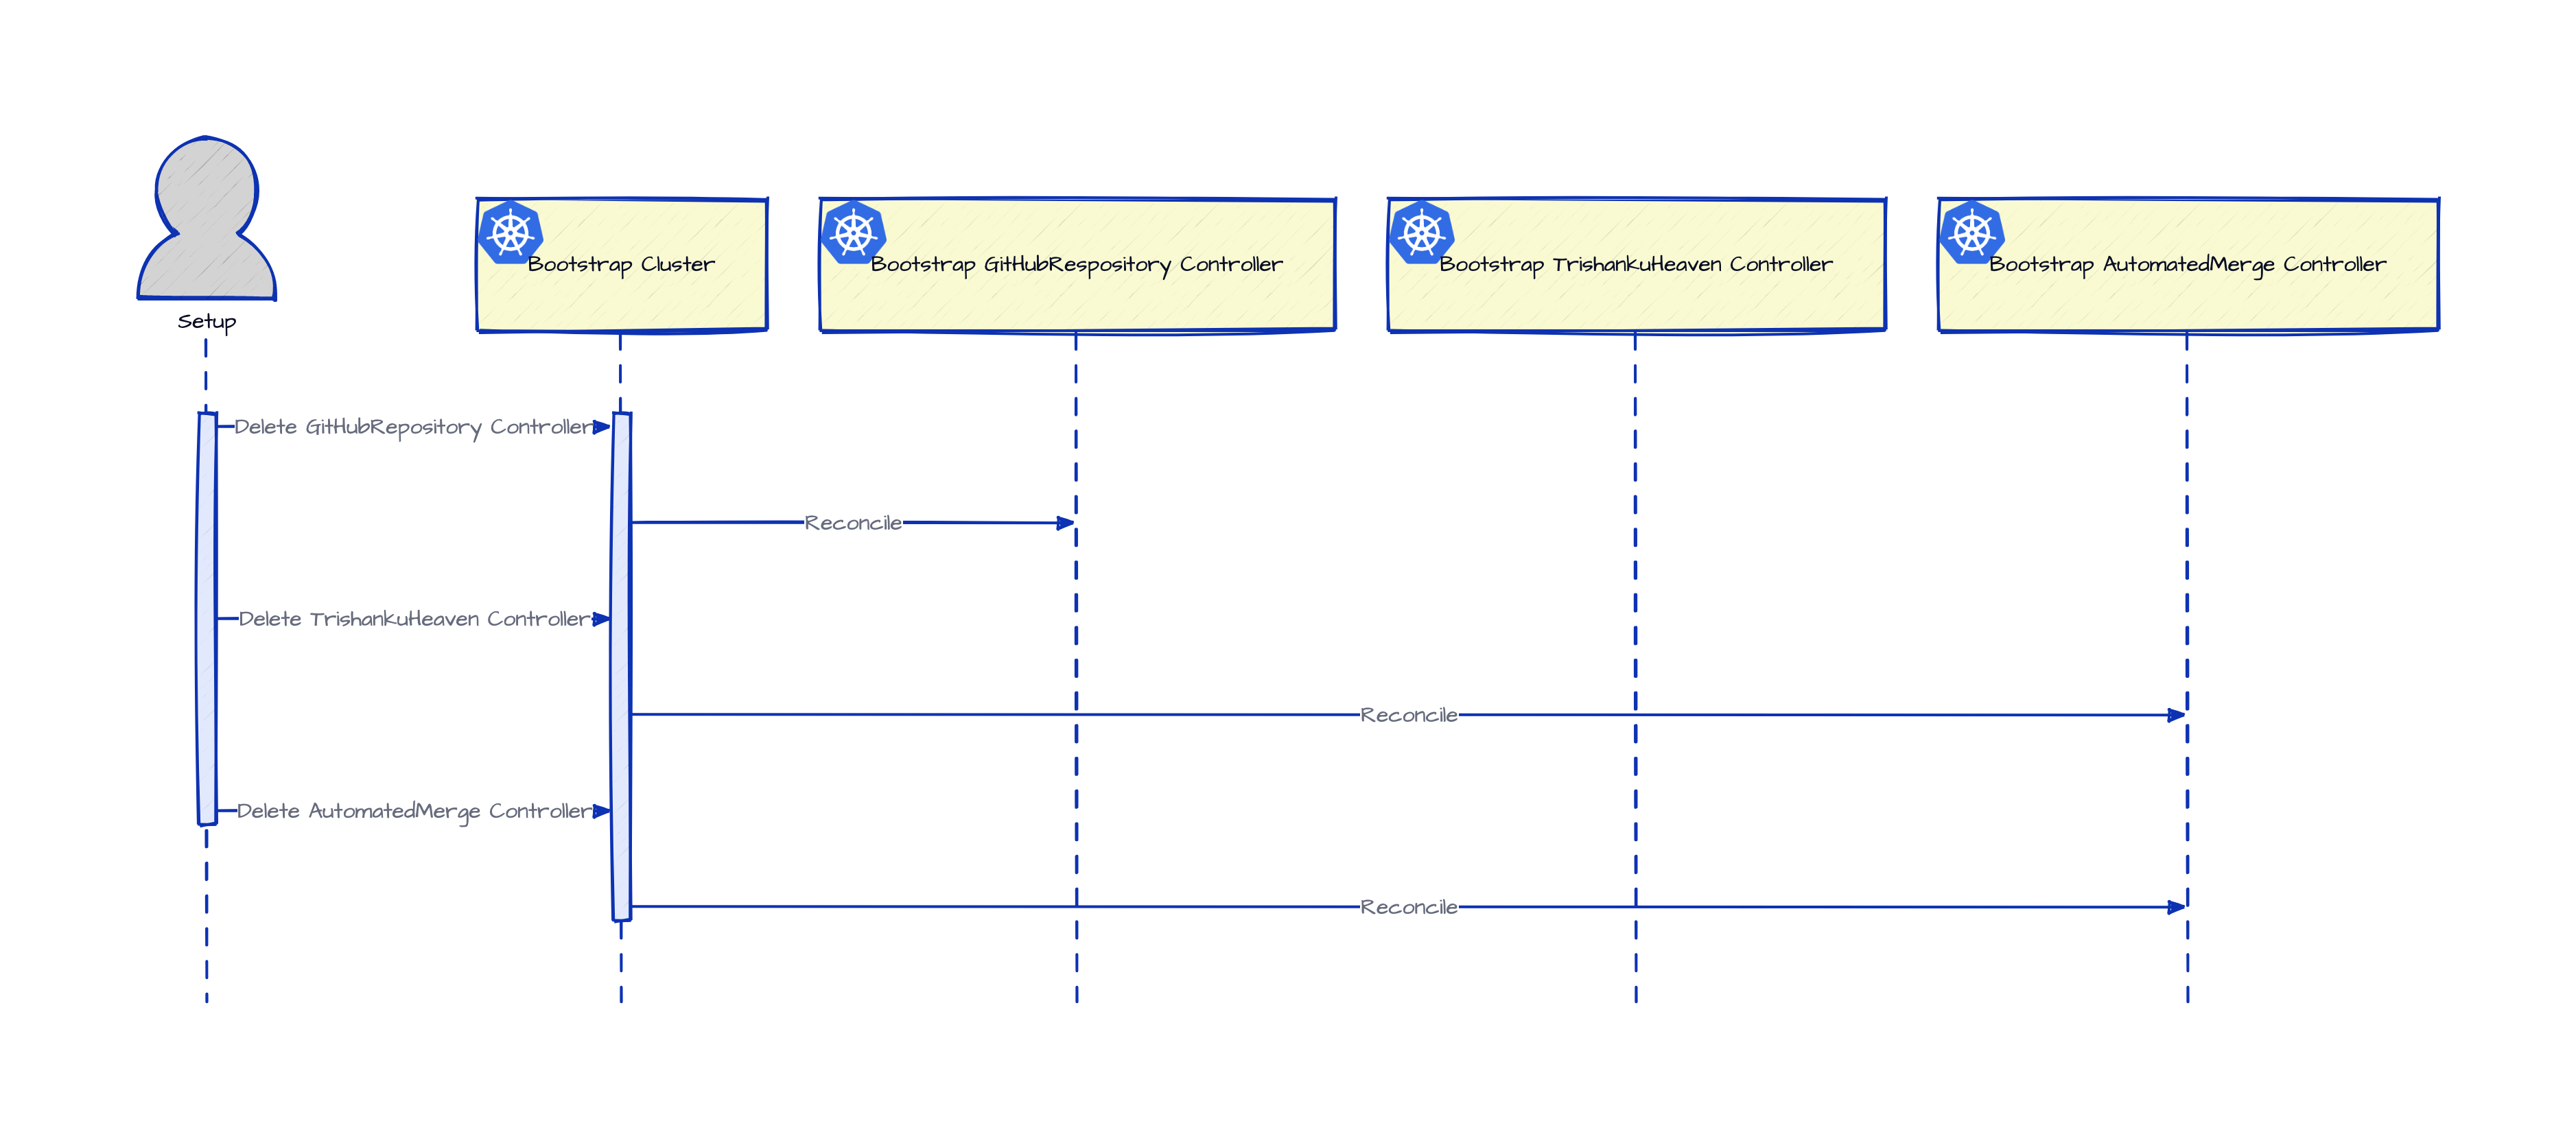 Setup
Bootstrap Cluster
Bootstrap GitHubRespository Controller
Bootstrap TrishankuHeaven Controller
Bootstrap AutomatedMerge Controller
Delete GitHubRepository Controller
Reconcile
Delete TrishankuHeaven Controller
Reconcile
Delete AutomatedMerge Controller
Reconcile